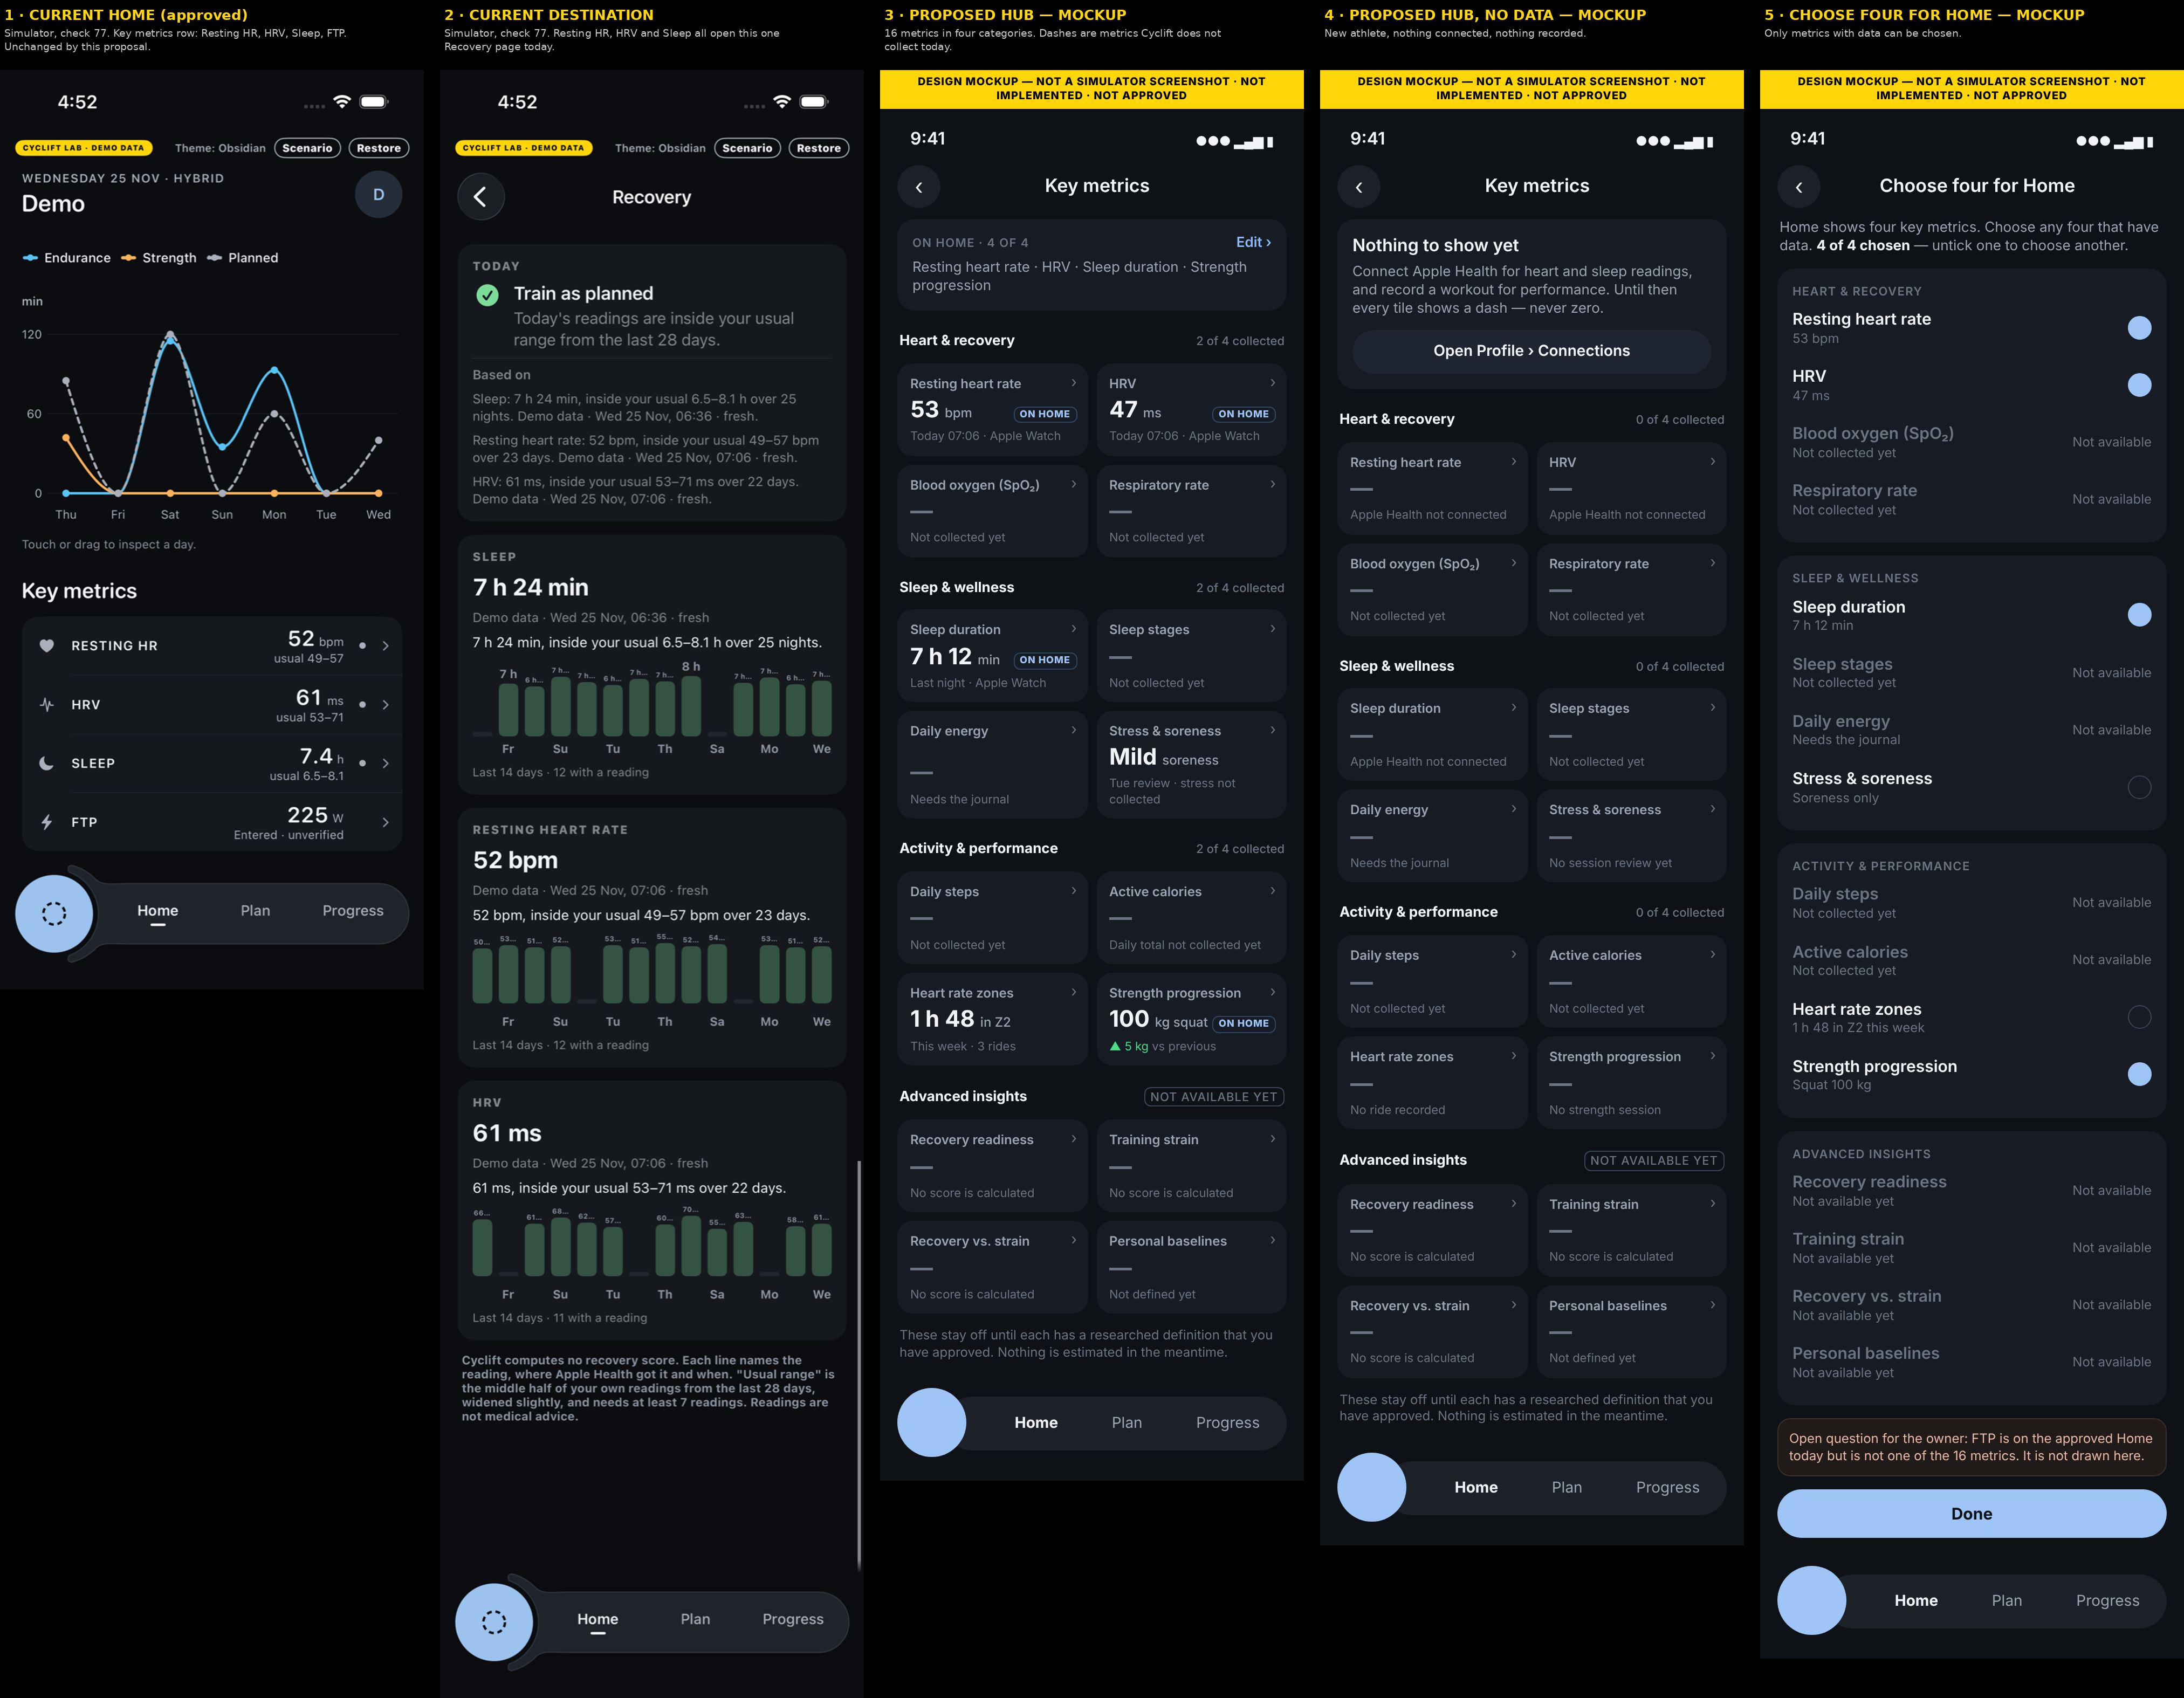 1 · CURRENT HOME (approved)
Simulator, check 77. Key metrics row: Resting HR, HRV, Sleep, FTP.
Unchanged by this proposal.
4:52
CYCLIFT LAB · DEMO DATA
Theme: Obsidian
Scenario
Restore
WEDNESDAY 25 NOV · HYBRID
Demo
D
Endurance
Strength
Planned
min
120
60
0
Thu
Fri
Sat
Sun
Mon
Tue
Wed
Touch or drag to inspect a day.
Key metrics
RESTING HR
52 bpm
usual 49–57
HRV
61 ms
usual 53–71
SLEEP
7.4 h
usual 6.5–8.1
FTP
225 W
Entered · unverified
Home
Plan
Progress
2 · CURRENT DESTINATION
Simulator, check 77. Resting HR, HRV and Sleep all open this one
Recovery page today.
4:52
CYCLIFT LAB · DEMO DATA
Theme: Obsidian
Scenario
Restore
Recovery
TODAY
Train as planned
Today's readings are inside your usual
range from the last 28 days.
Based on
Sleep: 7 h 24 min, inside your usual 6.5–8.1 h over 25
nights. Demo data · Wed 25 Nov, 06:36 · fresh.
Resting heart rate: 52 bpm, inside your usual 49–57 bpm
over 23 days. Demo data · Wed 25 Nov, 07:06 · fresh.
HRV: 61 ms, inside your usual 53–71 ms over 22 days.
Demo data · Wed 25 Nov, 07:06 · fresh.
SLEEP
7 h 24 min
Demo data · Wed 25 Nov, 06:36 · fresh
7 h 24 min, inside your usual 6.5–8.1 h over 25 nights.
7 h 6 h... 7 h... 7 h... 6 h... 7 h... 7 h... 8 h 7 h... 7 h... 6 h... 7 h...
Fr Su Tu Th Sa Mo We
Last 14 days · 12 with a reading
RESTING HEART RATE
52 bpm
Demo data · Wed 25 Nov, 07:06 · fresh
52 bpm, inside your usual 49–57 bpm over 23 days.
50... 53... 51... 52... 53... 51... 55... 52... 54... 53... 51... 52...
Fr Su Tu Th Sa Mo We
Last 14 days · 12 with a reading
HRV
61 ms
Demo data · Wed 25 Nov, 07:06 · fresh
61 ms, inside your usual 53–71 ms over 22 days.
66... 61... 68... 62... 57... 60... 70... 55... 63... 58... 61...
Fr Su Tu Th Sa Mo We
Last 14 days · 11 with a reading
Cyclift computes no recovery score. Each line names the
reading, where Apple Health got it and when. "Usual range" is
the middle half of your own readings from the last 28 days,
widened slightly, and needs at least 7 readings. Readings are
not medical advice.
Home
Plan
Progress
3 · PROPOSED HUB — MOCKUP
16 metrics in four categories. Dashes are metrics Cyclift does not
collect today.
DESIGN MOCKUP — NOT A SIMULATOR SCREENSHOT · NOT
IMPLEMENTED · NOT APPROVED
9:41
Key metrics
ON HOME · 4 OF 4
Edit ›
Resting heart rate · HRV · Sleep duration · Strength
progression
Heart & recovery
2 of 4 collected
Resting heart rate
53 bpm
ON HOME
Today 07:06 · Apple Watch
HRV
47 ms
ON HOME
Today 07:06 · Apple Watch
Blood oxygen (SpO₂)
—
Not collected yet
Respiratory rate
—
Not collected yet
Sleep & wellness
2 of 4 collected
Sleep duration
7 h 12 min
ON HOME
Last night · Apple Watch
Sleep stages
—
Not collected yet
Daily energy
—
Needs the journal
Stress & soreness
Mild soreness
Tue review · stress not
collected
Activity & performance
2 of 4 collected
Daily steps
—
Not collected yet
Active calories
—
Daily total not collected yet
Heart rate zones
1 h 48 in Z2
This week · 3 rides
Strength progression
100 kg squat
ON HOME
▲ 5 kg vs previous
Advanced insights
NOT AVAILABLE YET
Recovery readiness
—
No score is calculated
Training strain
—
No score is calculated
Recovery vs. strain
—
No score is calculated
Personal baselines
—
Not defined yet
These stay off until each has a researched definition that you
have approved. Nothing is estimated in the meantime.
Home
Plan
Progress
4 · PROPOSED HUB, NO DATA — MOCKUP
New athlete, nothing connected, nothing recorded.
DESIGN MOCKUP — NOT A SIMULATOR SCREENSHOT · NOT
IMPLEMENTED · NOT APPROVED
9:41
Key metrics
Nothing to show yet
Connect Apple Health for heart and sleep readings,
and record a workout for performance. Until then
every tile shows a dash — never zero.
Open Profile › Connections
Heart & recovery
0 of 4 collected
Resting heart rate
—
Apple Health not connected
HRV
—
Apple Health not connected
Blood oxygen (SpO₂)
—
Not collected yet
Respiratory rate
—
Not collected yet
Sleep & wellness
0 of 4 collected
Sleep duration
—
Apple Health not connected
Sleep stages
—
Not collected yet
Daily energy
—
Needs the journal
Stress & soreness
—
No session review yet
Activity & performance
0 of 4 collected
Daily steps
—
Not collected yet
Active calories
—
Not collected yet
Heart rate zones
—
No ride recorded
Strength progression
—
No strength session
Advanced insights
NOT AVAILABLE YET
Recovery readiness
—
No score is calculated
Training strain
—
No score is calculated
Recovery vs. strain
—
No score is calculated
Personal baselines
—
Not defined yet
These stay off until each has a researched definition that you
have approved. Nothing is estimated in the meantime.
Home
Plan
Progress
5 · CHOOSE FOUR FOR HOME — MOCKUP
Only metrics with data can be chosen.
DESIGN MOCKUP — NOT A SIMULATOR SCREENSHOT · NOT
IMPLEMENTED · NOT APPROVED
9:41
Choose four for Home
Home shows four key metrics. Choose any four that have
data. 4 of 4 chosen — untick one to choose another.
HEART & RECOVERY
Resting heart rate
53 bpm
HRV
47 ms
Blood oxygen (SpO₂)
Not collected yet
Not available
Respiratory rate
Not collected yet
Not available
SLEEP & WELLNESS
Sleep duration
7 h 12 min
Sleep stages
Not collected yet
Not available
Daily energy
Needs the journal
Not available
Stress & soreness
Soreness only
ACTIVITY & PERFORMANCE
Daily steps
Not collected yet
Not available
Active calories
Not collected yet
Not available
Heart rate zones
1 h 48 in Z2 this week
Strength progression
Squat 100 kg
ADVANCED INSIGHTS
Recovery readiness
Not available yet
Not available
Training strain
Not available yet
Not available
Recovery vs. strain
Not available yet
Not available
Personal baselines
Not available yet
Not available
Open question for the owner: FTP is on the approved Home
today but is not one of the 16 metrics. It is not drawn here.
Done
Home
Plan
Progress